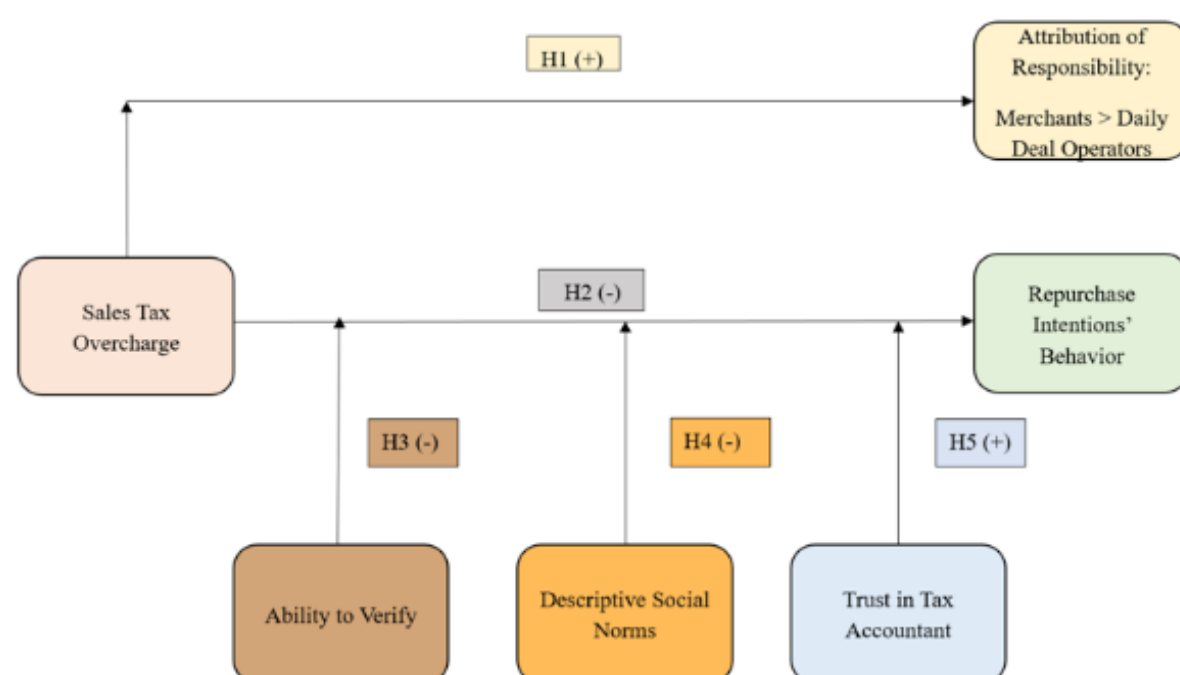 H1 (+)
Attribution of
Responsibility:
Merchants > Daily
Deal Operators
Sales Tax
Overcharge
H2 (-)
Repurchase
Intentions’
Behavior
H3 (-)
H4 (-)
H5 (+)
Ability to Verify
Descriptive Social
Norms
Trust in Tax
Accountant